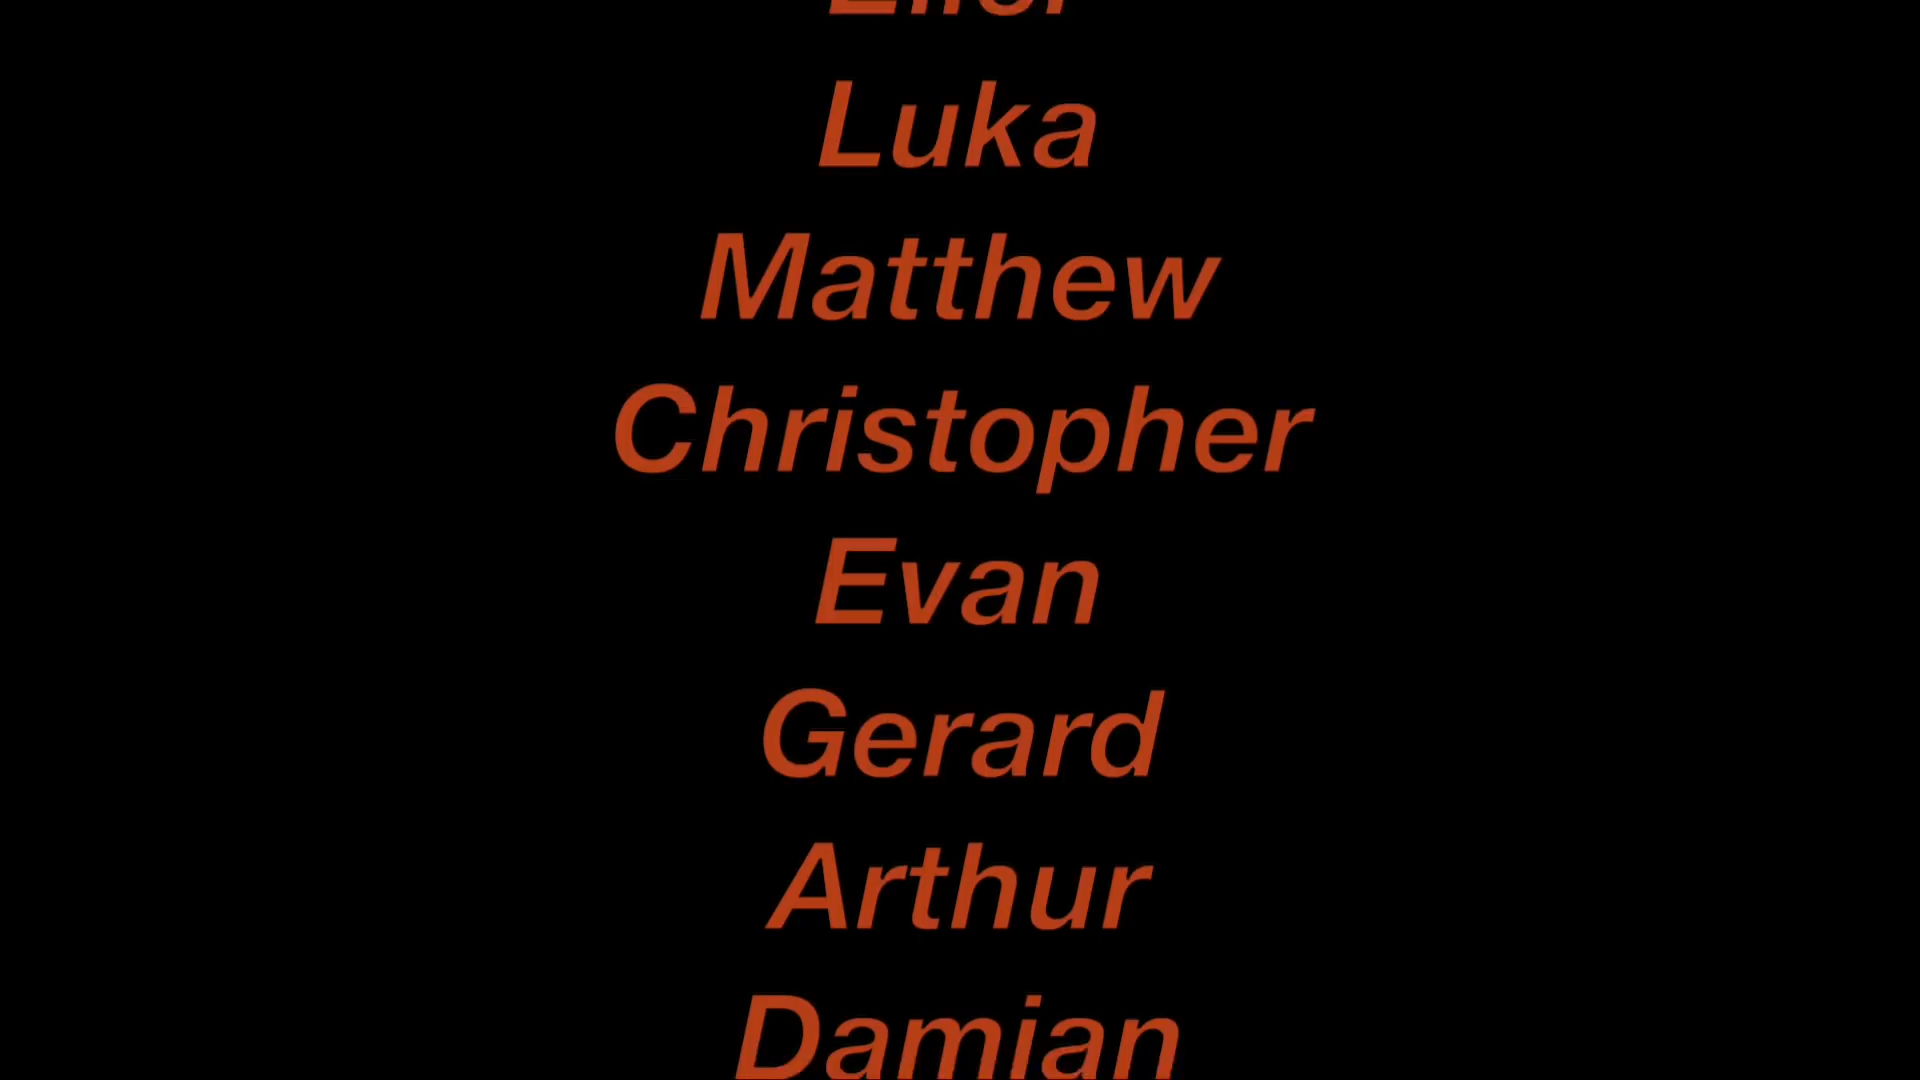 Luka
Matthew
Christopher
Evan
Gerard
Arthur
Damian